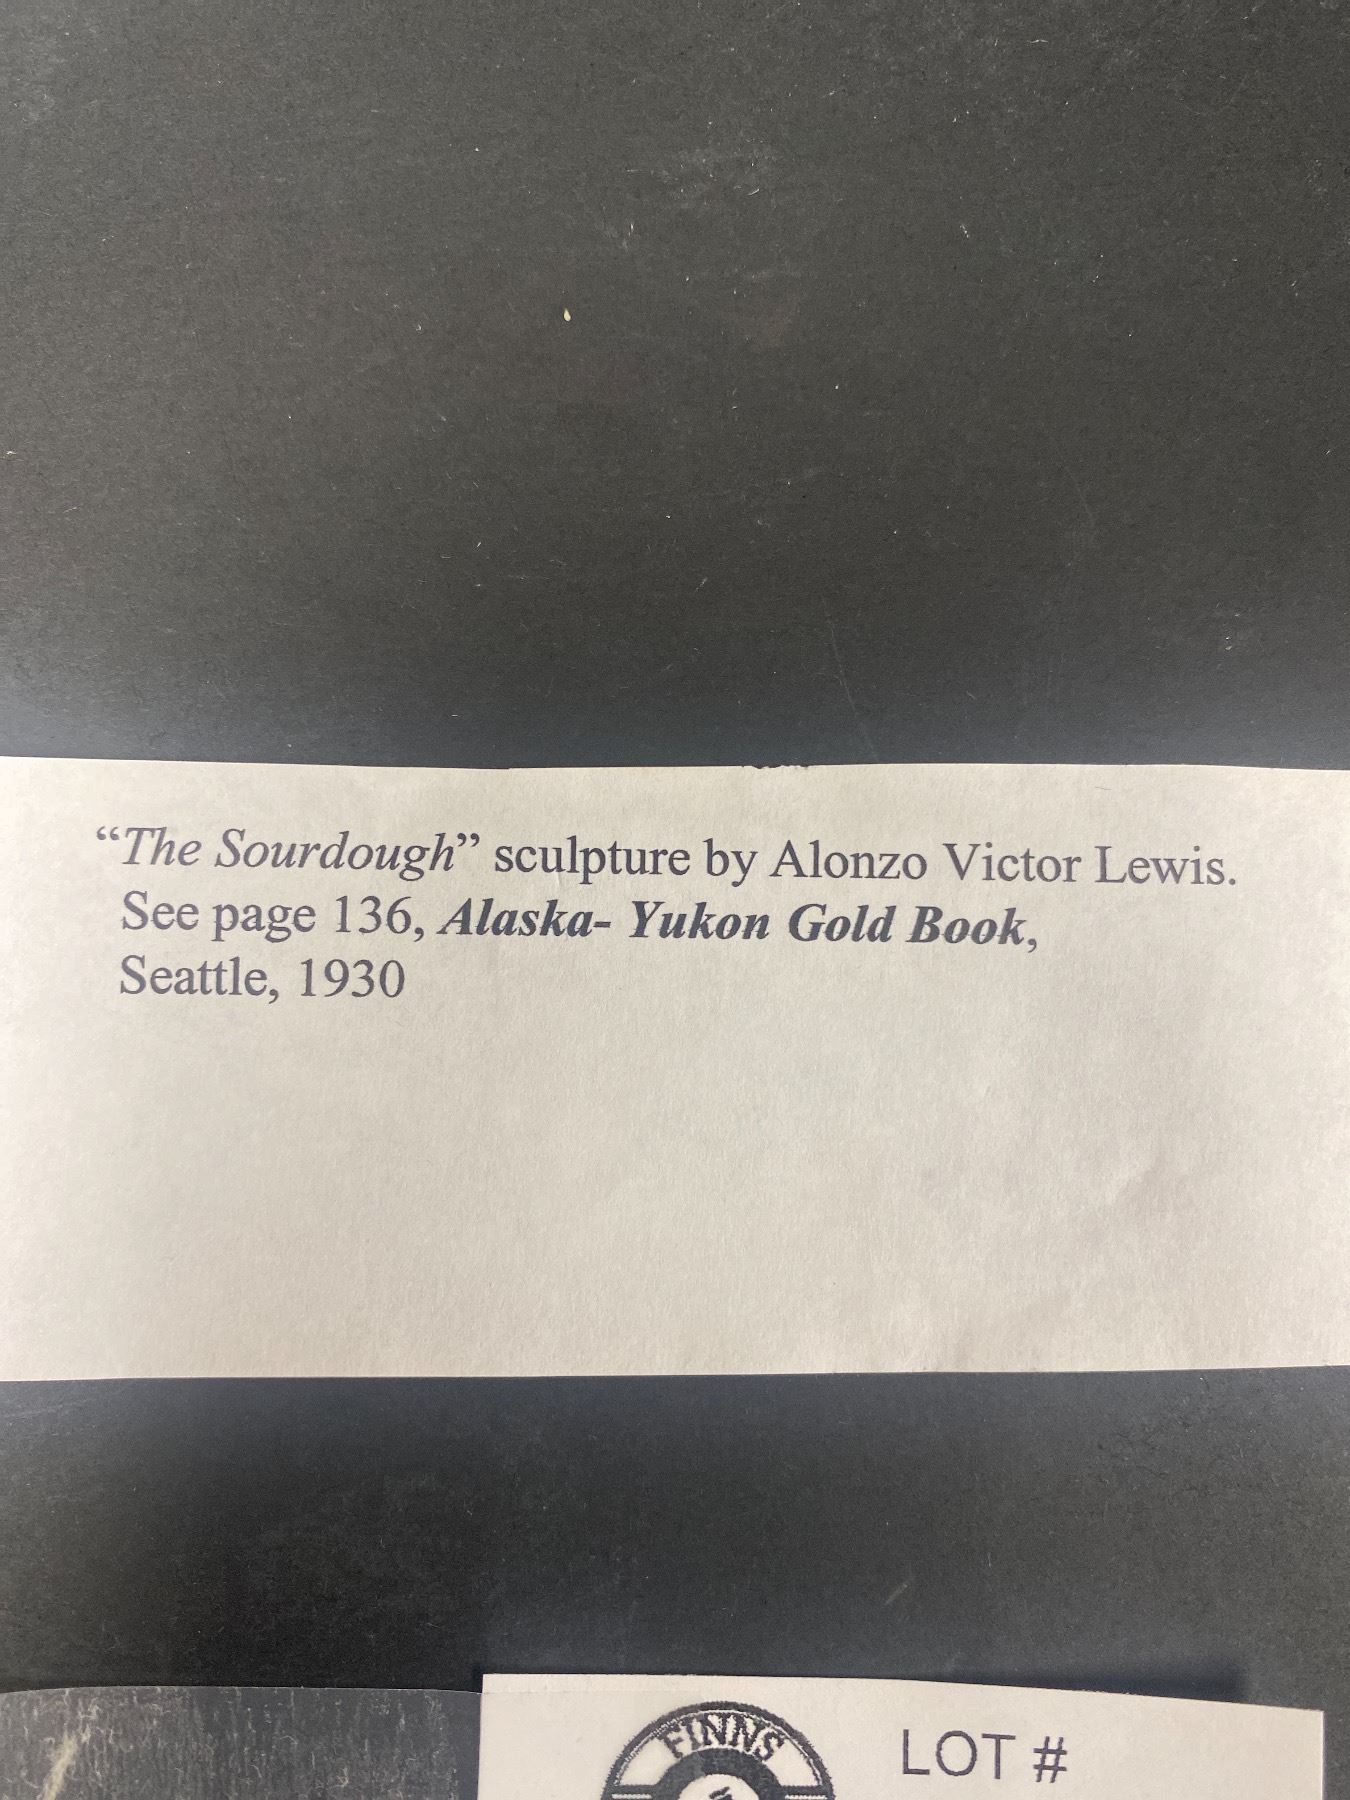 “The Sourdough” sculpture by Alonzo Victor Lewis.
See page 136, Alaska- Yukon Gold Book,
Seattle, 1930
FINNS
LOT #